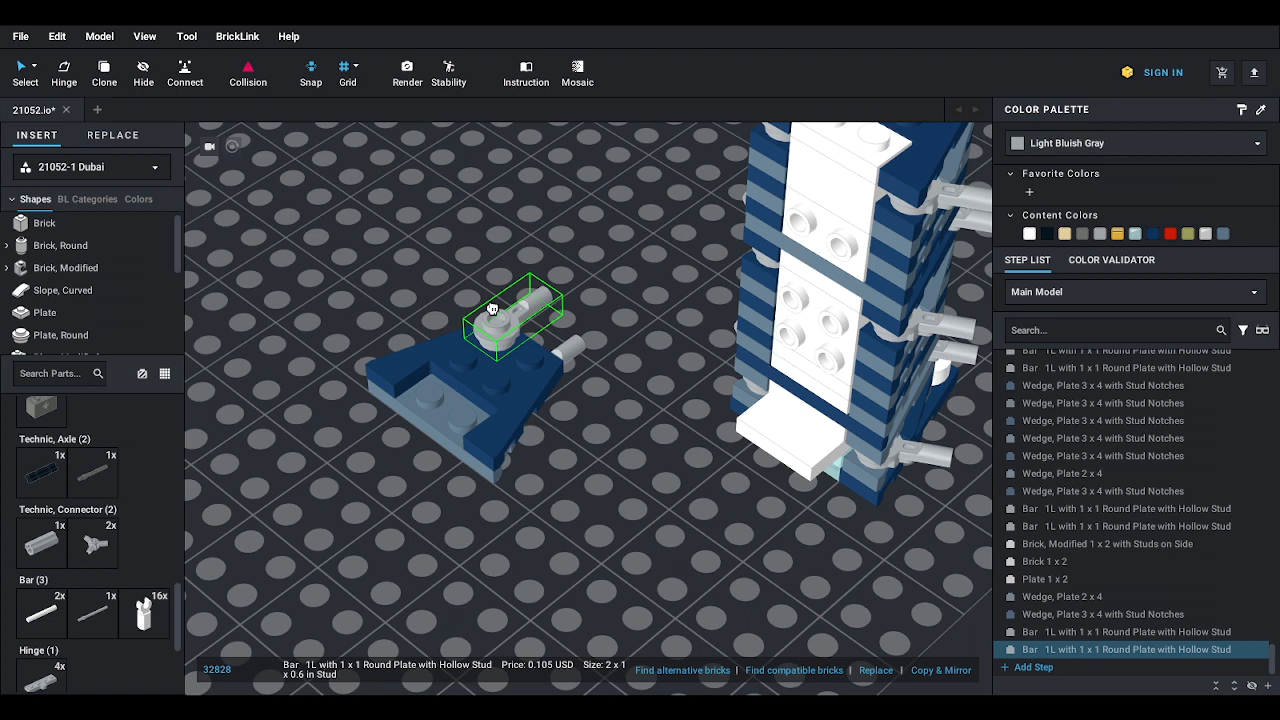 File Edit Model View Tool BrickLink Help
Select Hinge Clone Hide Connect Collision Snap Grid Render Stability Instruction Mosaic
SIGN IN
21052.io*
INSERT REPLACE
21052-1 Dubai
Shapes BL Categories Colors
Brick
Brick, Round
Brick, Modified
Slope, Curved
Plate
Plate, Round
Search Parts...
Technic, Axle (2)
1x 1x
Technic, Connector (2)
1x 2x
Bar (3)
2x 1x 16x
Hinge (1)
4x
32828
Bar 1L with 1 x 1 Round Plate with Hollow Stud Price: 0.105 USD Size: 2 x 1
x 0.6 in Stud
Find alternative bricks | Find compatible bricks | Replace | Copy & Mirror
COLOR PALETTE
Light Bluish Gray
Favorite Colors
Content Colors
STEP LIST COLOR VALIDATOR
Main Model
Search...
Bar 1L with 1 x 1 Round Plate with Hollow Stud
Bar 1L with 1 x 1 Round Plate with Hollow Stud
Wedge, Plate 3 x 4 with Stud Notches
Wedge, Plate 3 x 4 with Stud Notches
Wedge, Plate 3 x 4 with Stud Notches
Wedge, Plate 3 x 4 with Stud Notches
Wedge, Plate 3 x 4 with Stud Notches
Wedge, Plate 2 x 4
Wedge, Plate 3 x 4 with Stud Notches
Bar 1L with 1 x 1 Round Plate with Hollow Stud
Bar 1L with 1 x 1 Round Plate with Hollow Stud
Brick, Modified 1 x 2 with Studs on Side
Brick 1 x 2
Plate 1 x 2
Wedge, Plate 2 x 4
Wedge, Plate 3 x 4 with Stud Notches
Bar 1L with 1 x 1 Round Plate with Hollow Stud
Bar 1L with 1 x 1 Round Plate with Hollow Stud
+ Add Step